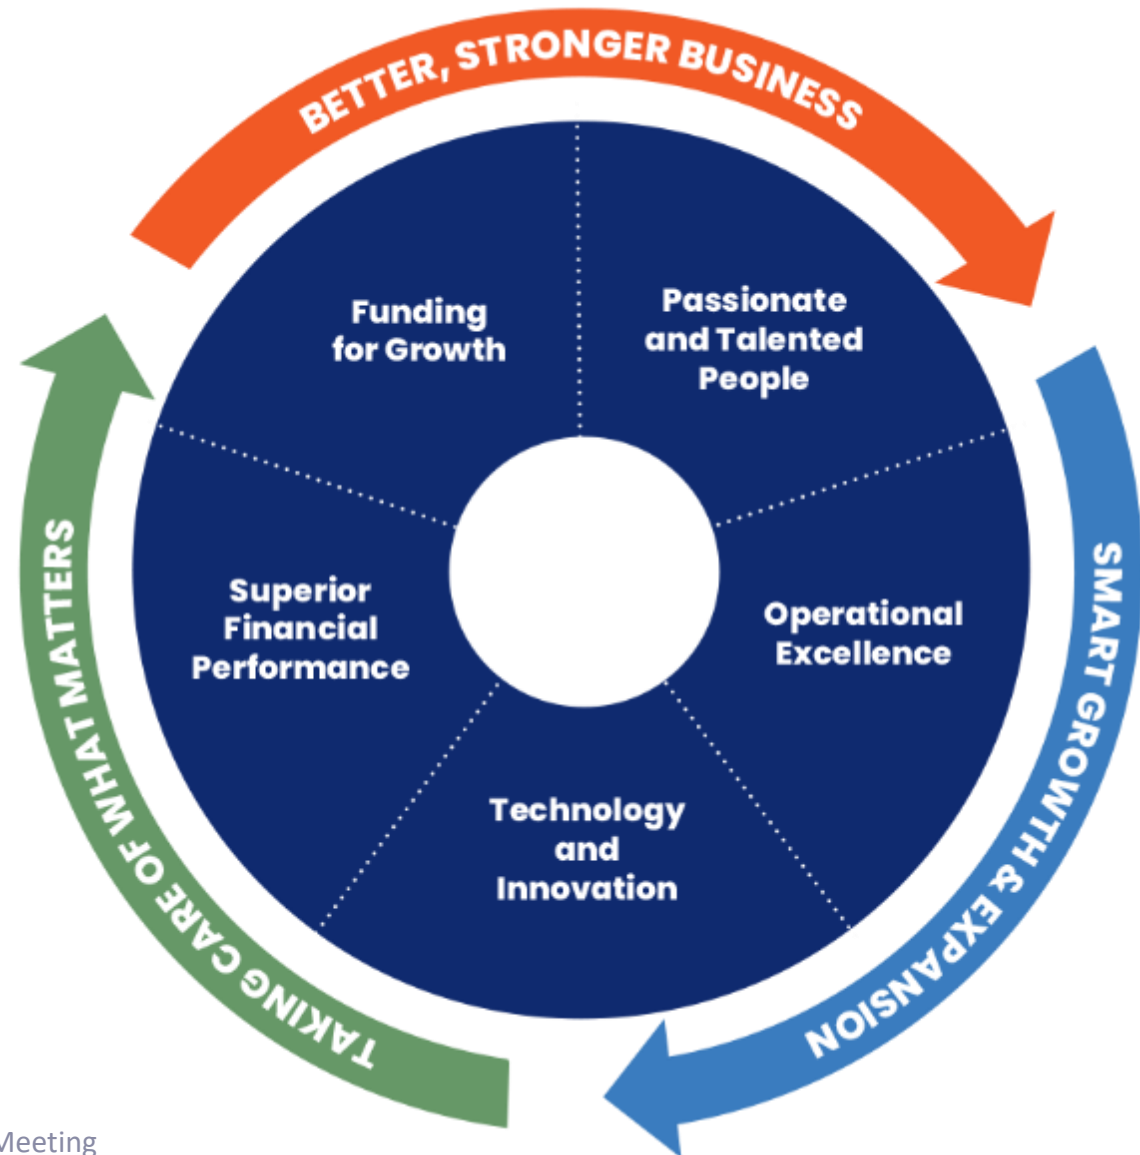 BETTER, STRONGER BUSINESS
Funding
for Growth
Passionate
and Talented
People
Superior
Financial
Performance
Operational
Excellence
Technology
and
Innovation
SMART GROWTH & EXPANSION
TAKING CARE OF WHAT MATTERS
Meeting